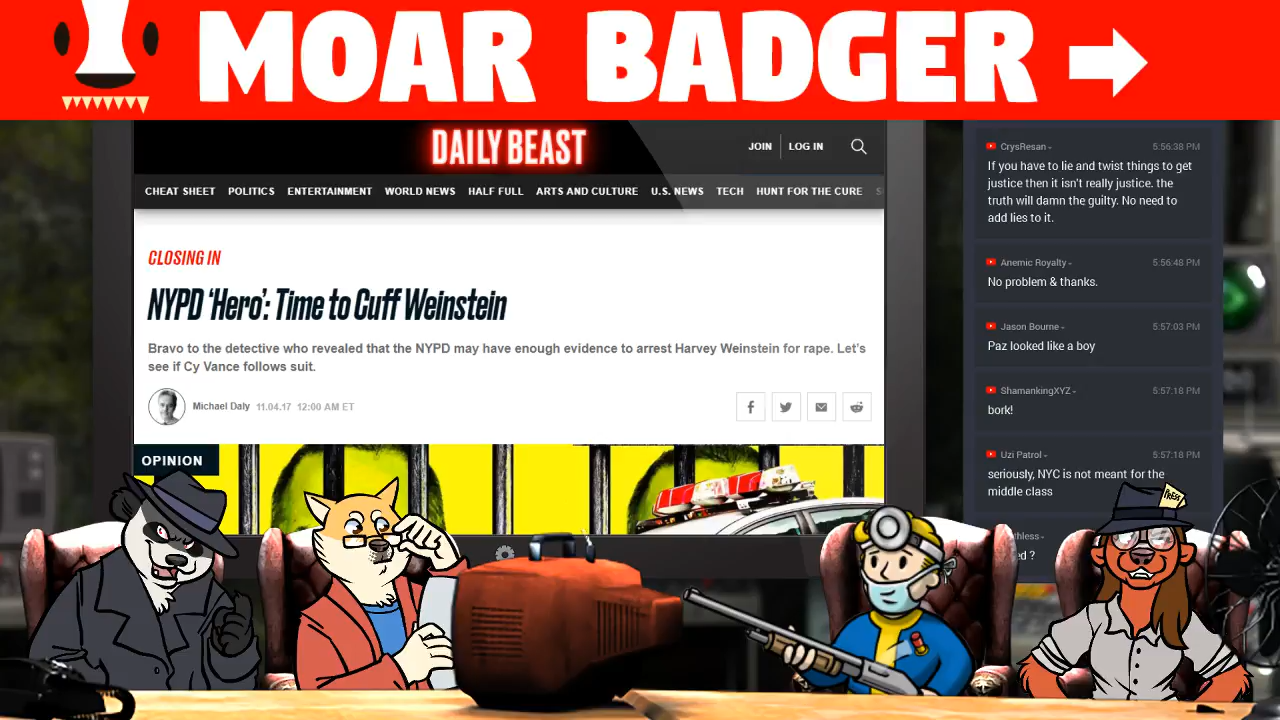 MOAR BADGER
DAILY BEAST
JOIN
LOG IN
CHEAT SHEET POLITICS ENTERTAINMENT WORLD NEWS HALF FULL ARTS AND CULTURE U.S. NEWS TECH HUNT FOR THE CURE
CLOSING IN
NYPD ‘Hero’: Time to Cuff Weinstein
Bravo to the detective who revealed that the NYPD may have enough evidence to arrest Harvey Weinstein for rape. Let’s
see if Cy Vance follows suit.
Michael Daly 11.04.17 12:00 AM ET
OPINION
CrysResan 5:56:38 PM
If you have to lie and twist things to get
justice then it isn't really justice. the
truth will damn the guilty. No need to
add lies to it.
Anemic Royalty 5:56:48 PM
No problem & thanks.
Jason Bourne 5:57:03 PM
Paz looked like a boy
ShamankingXYZ 5:57:18 PM
bork!
Uzi Patrol 5:57:18 PM
seriously, NYC is not meant for the
middle class
PRESS